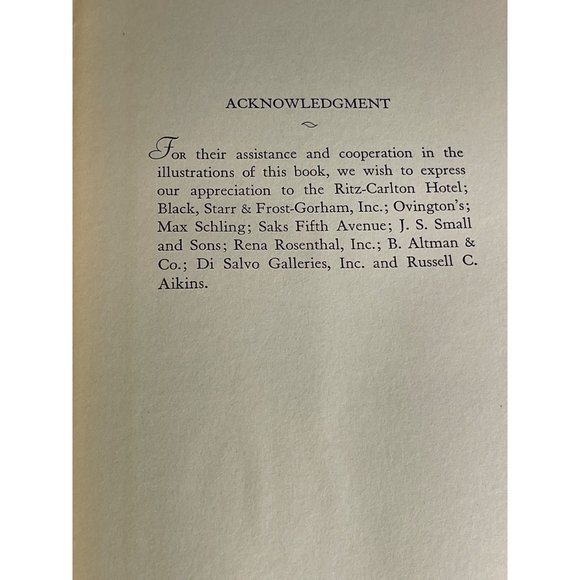 ACKNOWLEDGMENT
For their assistance and cooperation in the
illustrations of this book, we wish to express
our appreciation to the Ritz-Carlton Hotel;
Black, Starr & Frost-Gorham, Inc.; Ovington's;
Max Schling; Saks Fifth Avenue; J. S. Small
and Sons; Rena Rosenthal, Inc.; B. Altman &
Co.; Di Salvo Galleries, Inc. and Russell C.
Aikins.